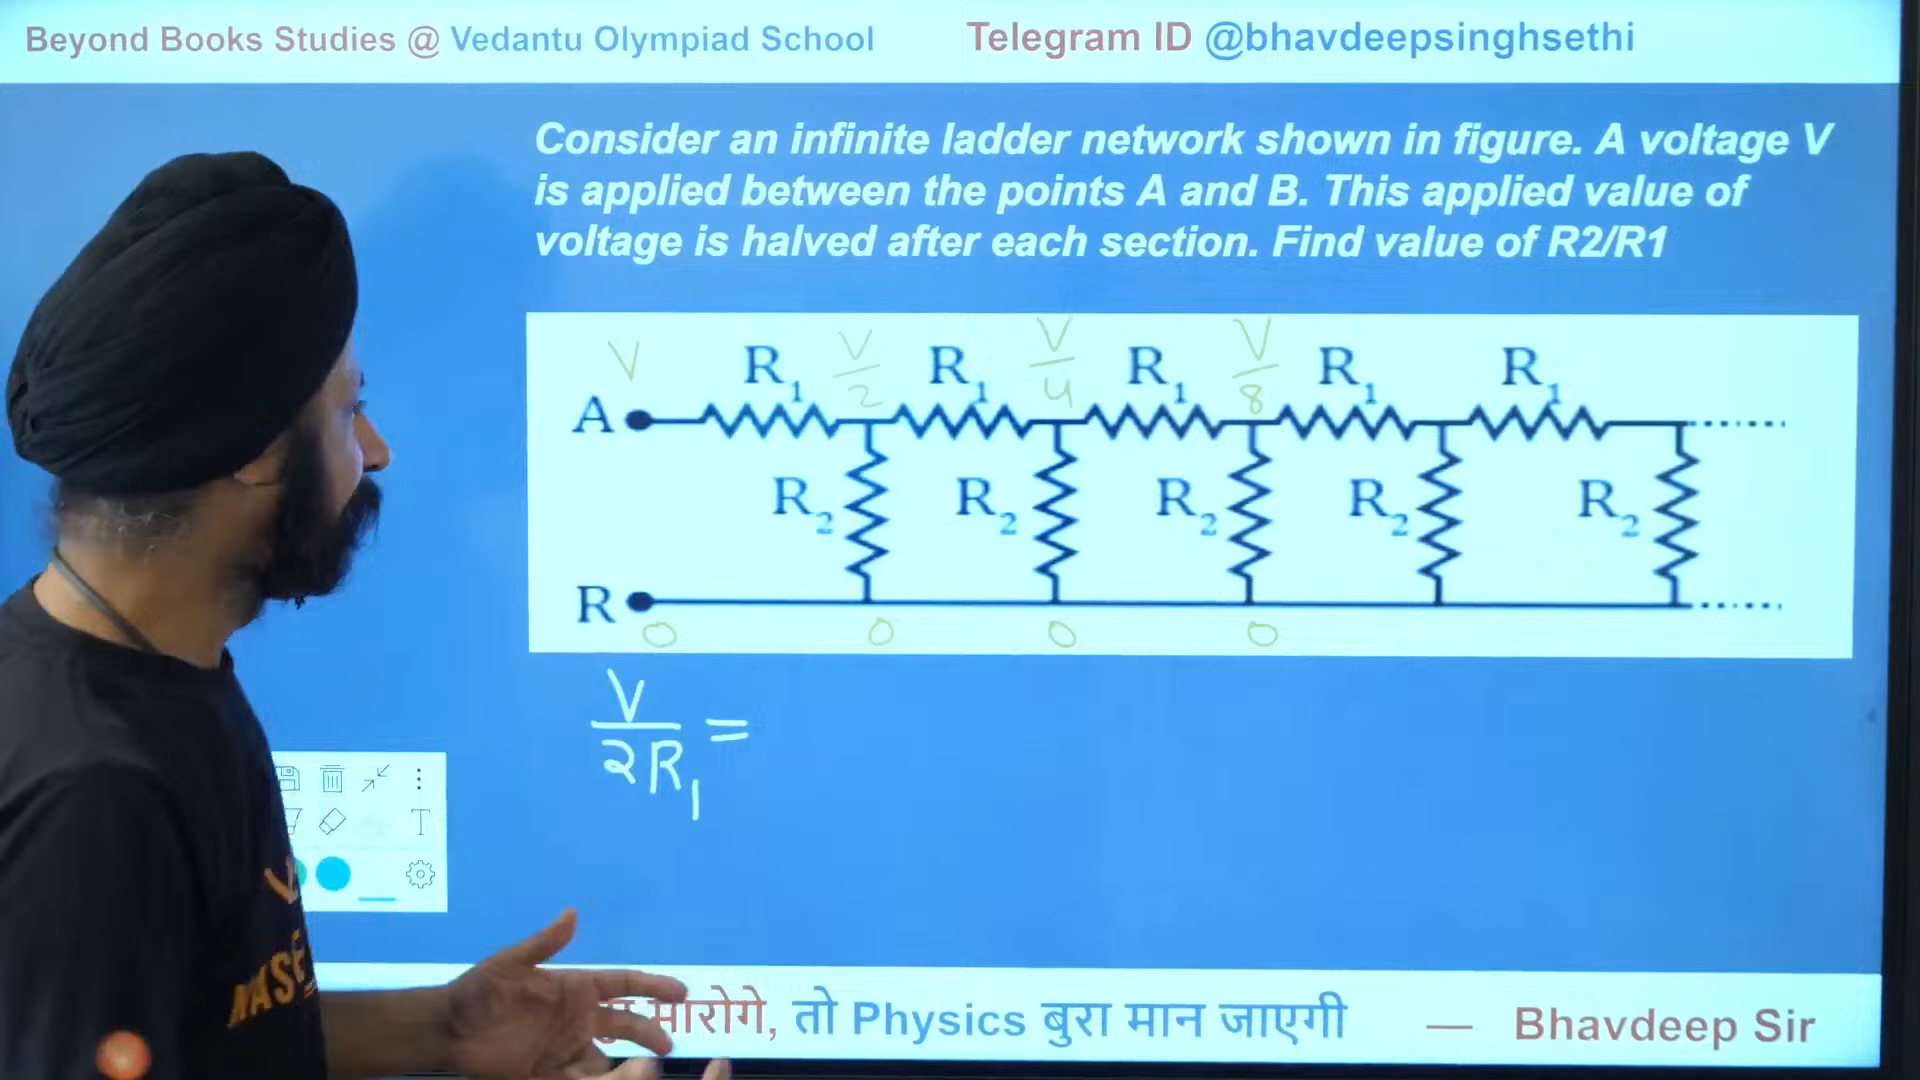 Beyond Books Studies @ Vedantu Olympiad School
Telegram ID @bhavdeepsinghsethi
Consider an infinite ladder network shown in figure. A voltage V
is applied between the points A and B. This applied value of
voltage is halved after each section. Find value of R2/R1
V V/2 V/4 V/8
R₁ R₁ R₁ R₁ R₁
A
R₂ R₂ R₂ R₂ R₂
R
0 0 0 0
V/2R₁ =
T
मारोगे, तो Physics बुरा मान जाएगी — Bhavdeep Sir